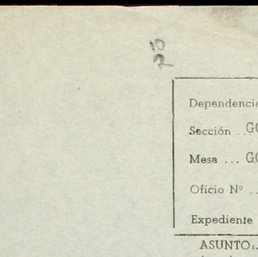 Dependenci
Sección .. GO
Mesa ... GO
Oficio Nº ..
Expediente
ASUNTO:.